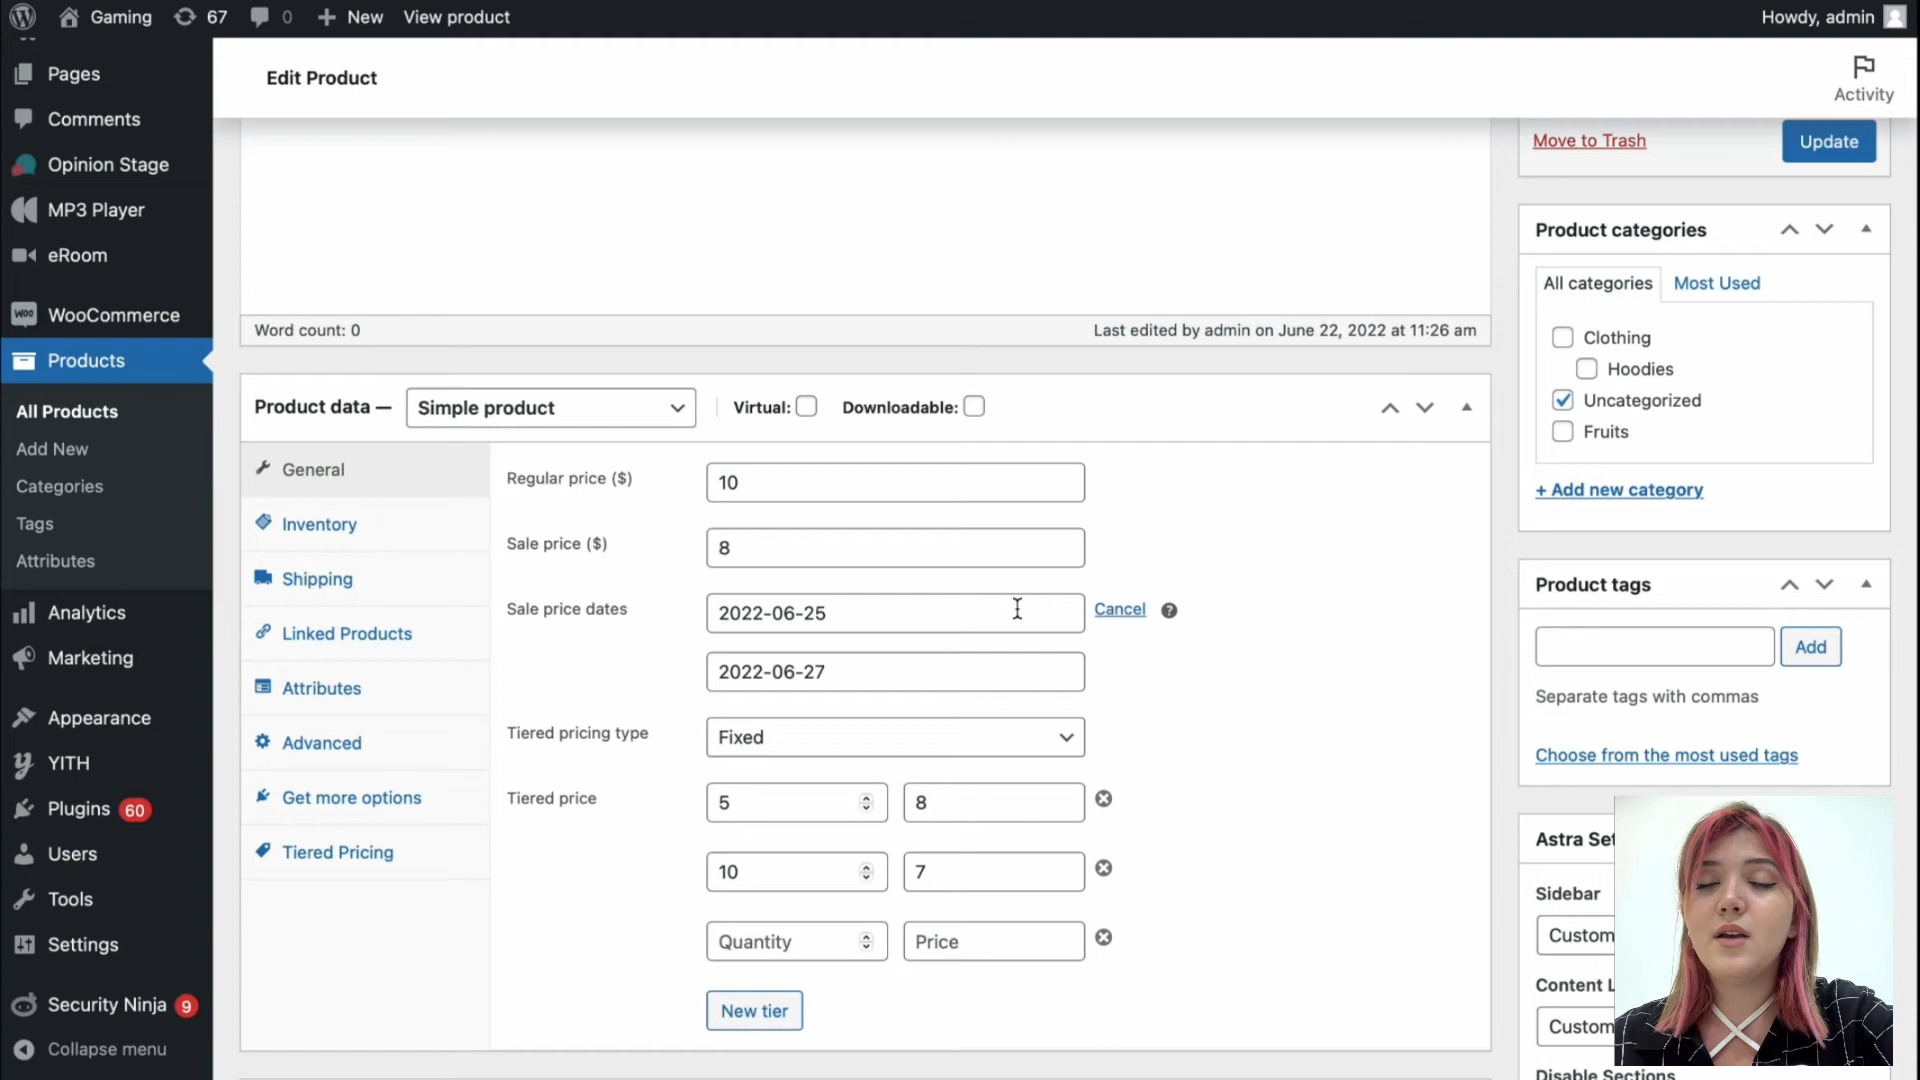 Gaming
67
0
New
View product
Howdy, admin
Pages
Comments
Opinion Stage
MP3 Player
eRoom
WooCommerce
Products
All Products
Add New
Categories
Tags
Attributes
Analytics
Marketing
Appearance
YITH
Plugins 60
Users
Tools
Settings
Security Ninja 9
Collapse menu
Edit Product
Activity
Word count: 0
Last edited by admin on June 22, 2022 at 11:26 am
Product data —
Simple product
Virtual:
Downloadable:
General
Inventory
Shipping
Linked Products
Attributes
Advanced
Get more options
Tiered Pricing
Regular price ($)
10
Sale price ($)
8
Sale price dates
2022-06-25
Cancel
?
2022-06-27
Tiered pricing type
Fixed
Tiered price
5
8
10
7
Quantity
Price
New tier
Move to Trash
Update
Product categories
All categories
Most Used
Clothing
Hoodies
Uncategorized
Fruits
+ Add new category
Product tags
Add
Separate tags with commas
Choose from the most used tags
Astra Set
Sidebar
Custom
Content L
Custom
Disable Sections